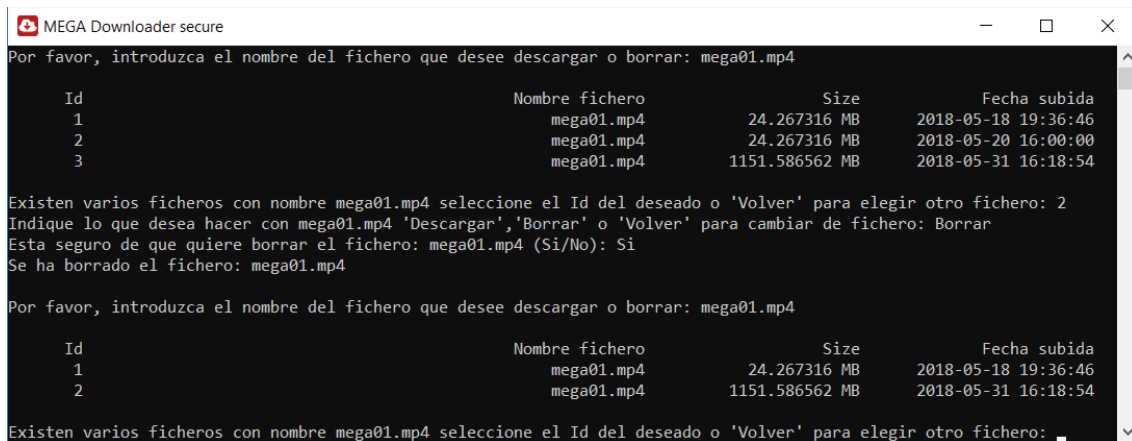 MEGA Downloader secure
Por favor, introduzca el nombre del fichero que desee descargar o borrar: mega01.mp4
Id Nombre fichero Size Fecha subida
1 mega01.mp4 24.267316 MB 2018-05-18 19:36:46
2 mega01.mp4 24.267316 MB 2018-05-20 16:00:00
3 mega01.mp4 1151.586562 MB 2018-05-31 16:18:54
Existen varios ficheros con nombre mega01.mp4 seleccione el Id del deseado o 'Volver' para elegir otro fichero: 2
Indique lo que desea hacer con mega01.mp4 'Descargar','Borrar' o 'Volver' para cambiar de fichero: Borrar
Esta seguro de que quiere borrar el fichero: mega01.mp4 (Si/No): Si
Se ha borrado el fichero: mega01.mp4
Por favor, introduzca el nombre del fichero que desee descargar o borrar: mega01.mp4
Id Nombre fichero Size Fecha subida
1 mega01.mp4 24.267316 MB 2018-05-18 19:36:46
2 mega01.mp4 1151.586562 MB 2018-05-31 16:18:54
Existen varios ficheros con nombre mega01.mp4 seleccione el Id del deseado o 'Volver' para elegir otro fichero: _